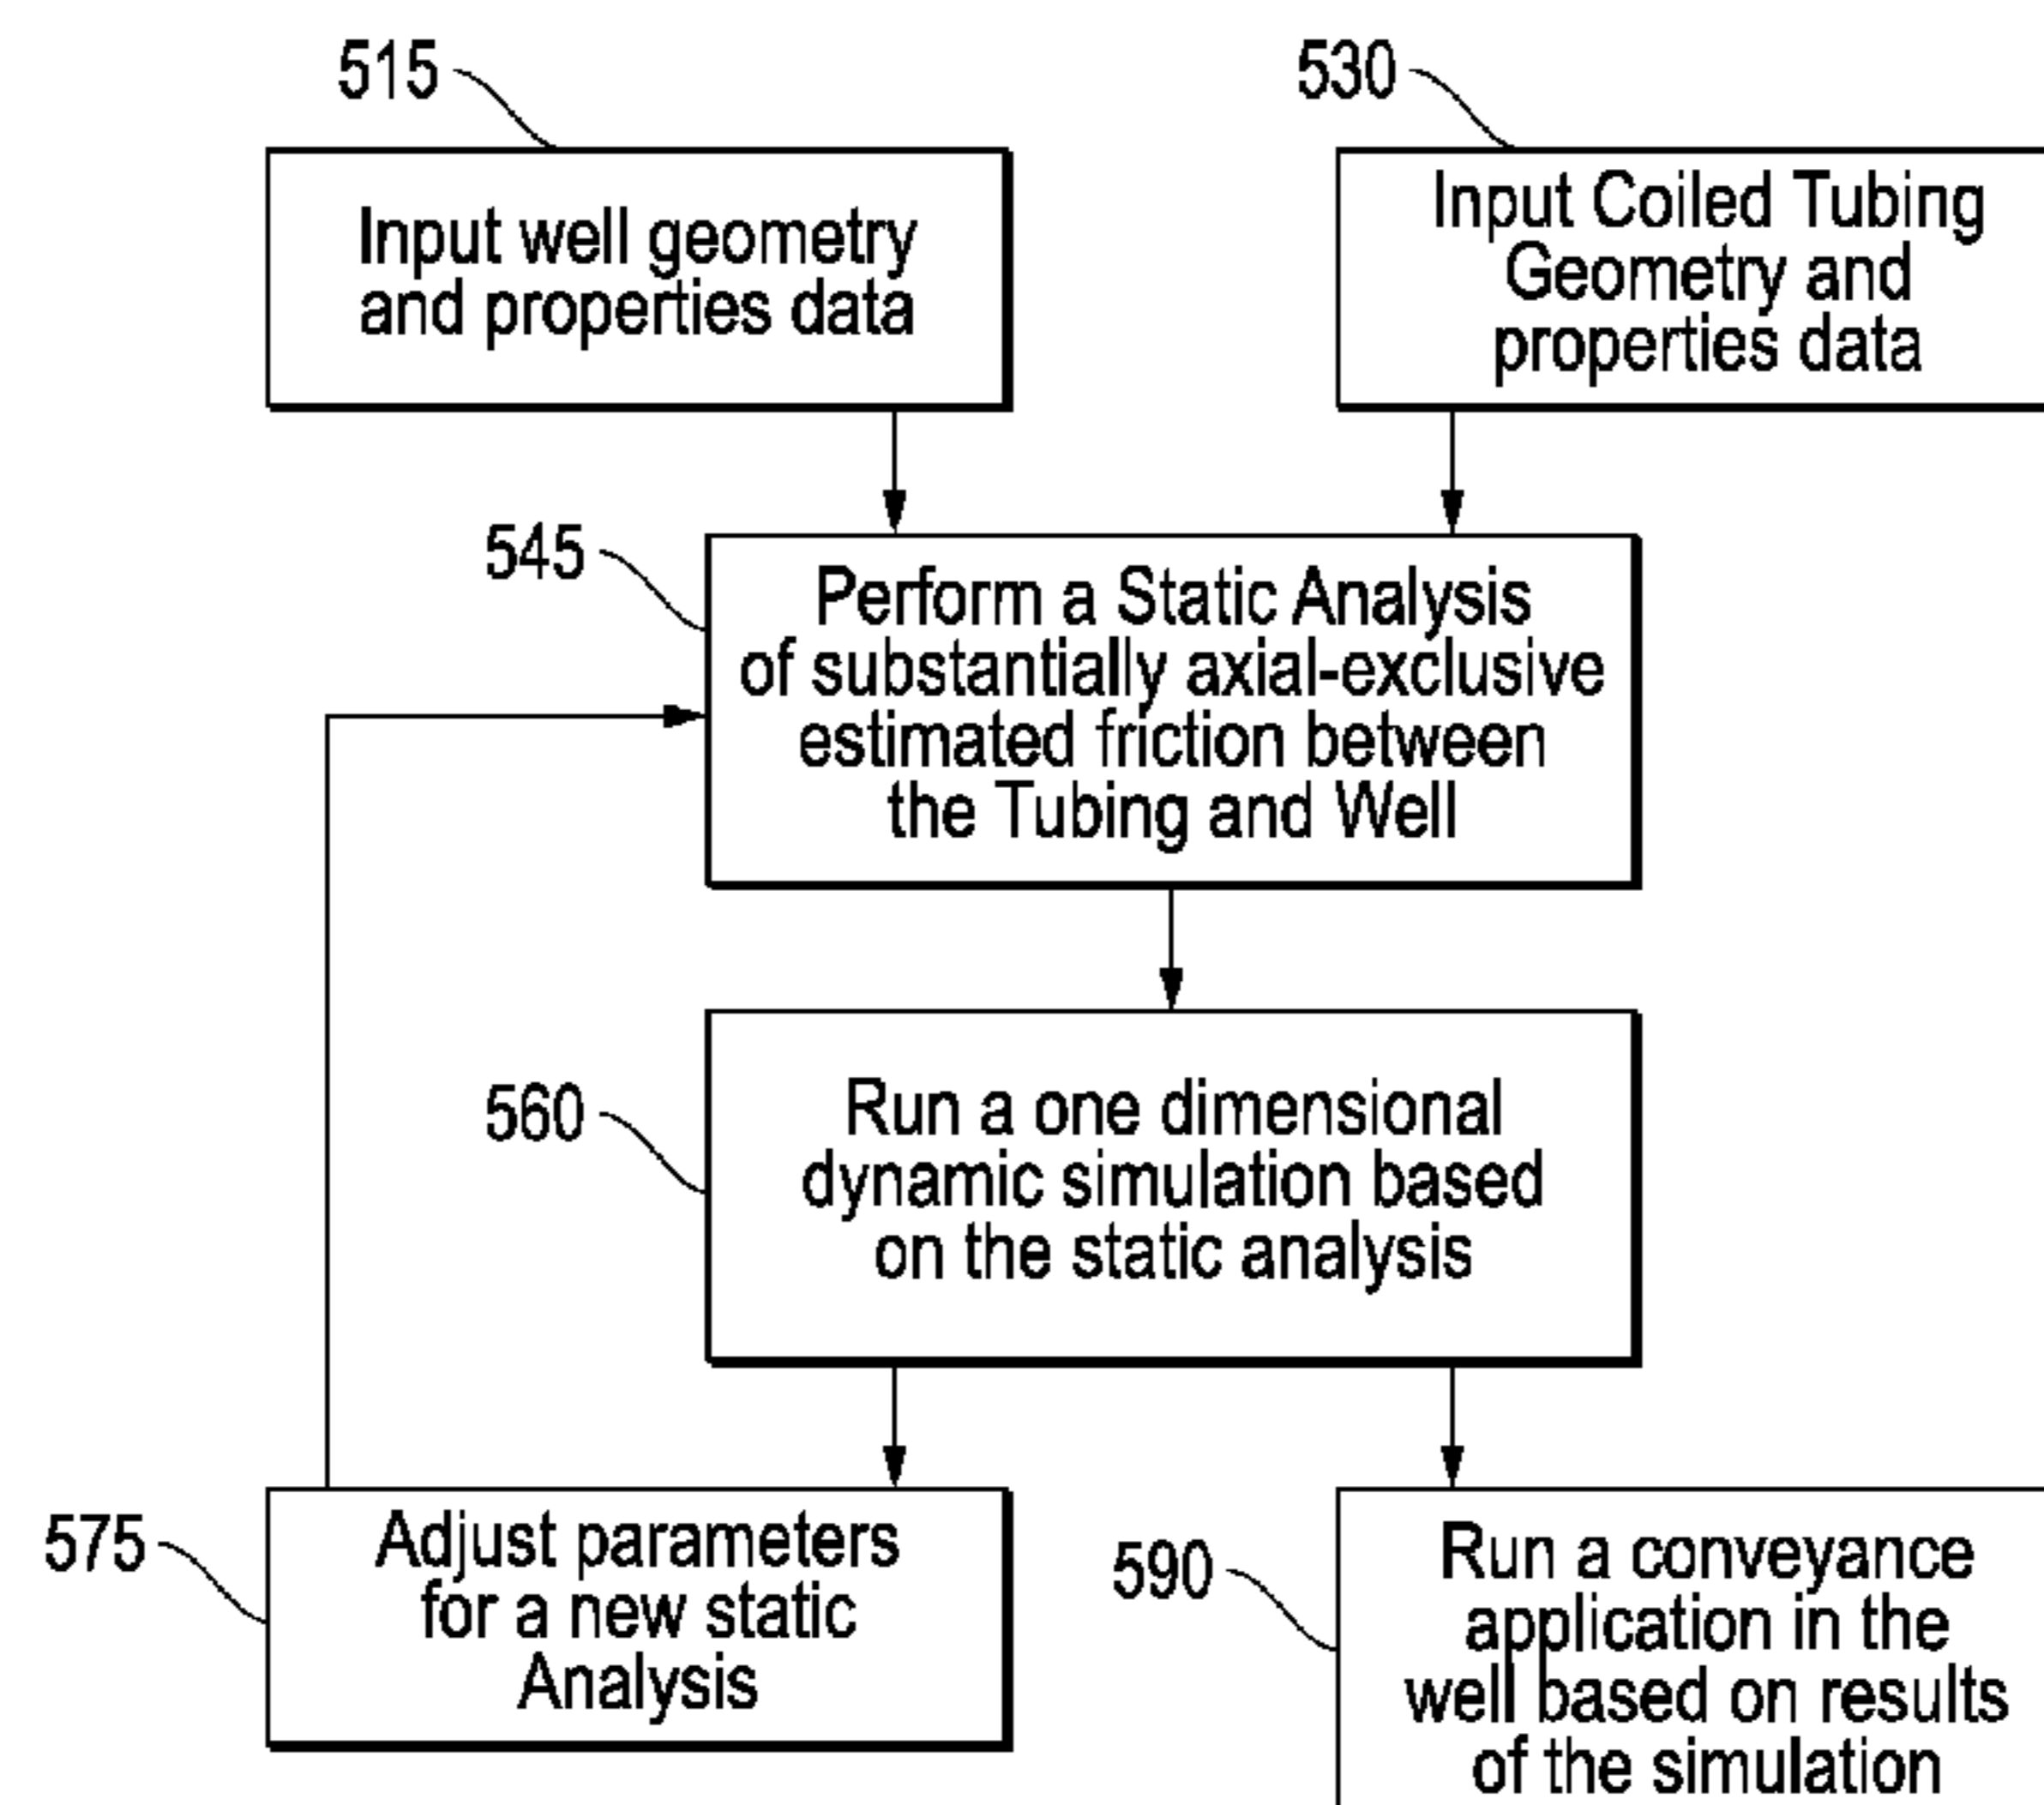 515
Input well geometry
and properties data
530
Input Coiled Tubing
Geometry and
properties data
545
Perform a Static Analysis
of substantially axial-exclusive
estimated friction between
the Tubing and Well
560
Run a one dimensional
dynamic simulation based
on the static analysis
575
Adjust parameters
for a new static
Analysis
590
Run a conveyance
application in the
well based on results
of the simulation